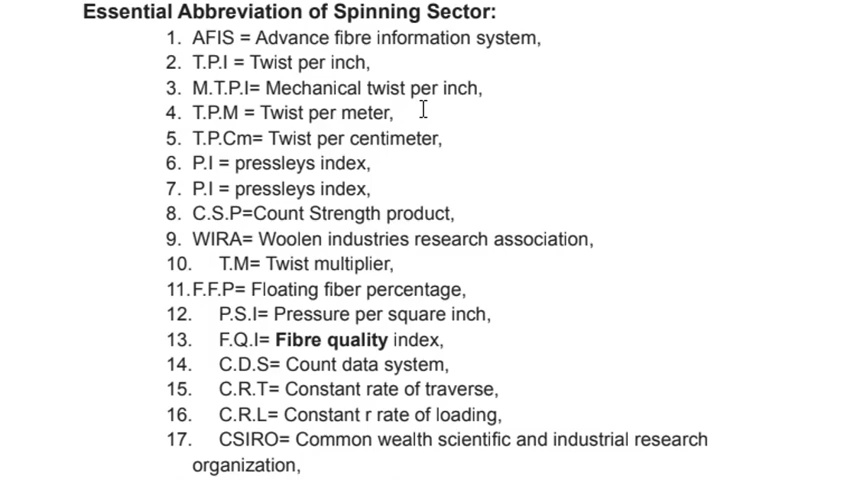 Essential Abbreviation of Spinning Sector:
1. AFIS = Advance fibre information system,
2. T.P.I = Twist per inch,
3. M.T.P.I= Mechanical twist per inch,
4. T.P.M = Twist per meter,
5. T.P.Cm= Twist per centimeter,
6. P.I = pressleys index,
7. P.I = pressleys index,
8. C.S.P=Count Strength product,
9. WIRA= Woolen industries research association,
10. T.M= Twist multiplier,
11. F.F.P= Floating fiber percentage,
12. P.S.I= Pressure per square inch,
13. F.Q.I= Fibre quality index,
14. C.D.S= Count data system,
15. C.R.T= Constant rate of traverse,
16. C.R.L= Constant r rate of loading,
17. CSIRO= Common wealth scientific and industrial research
organization,